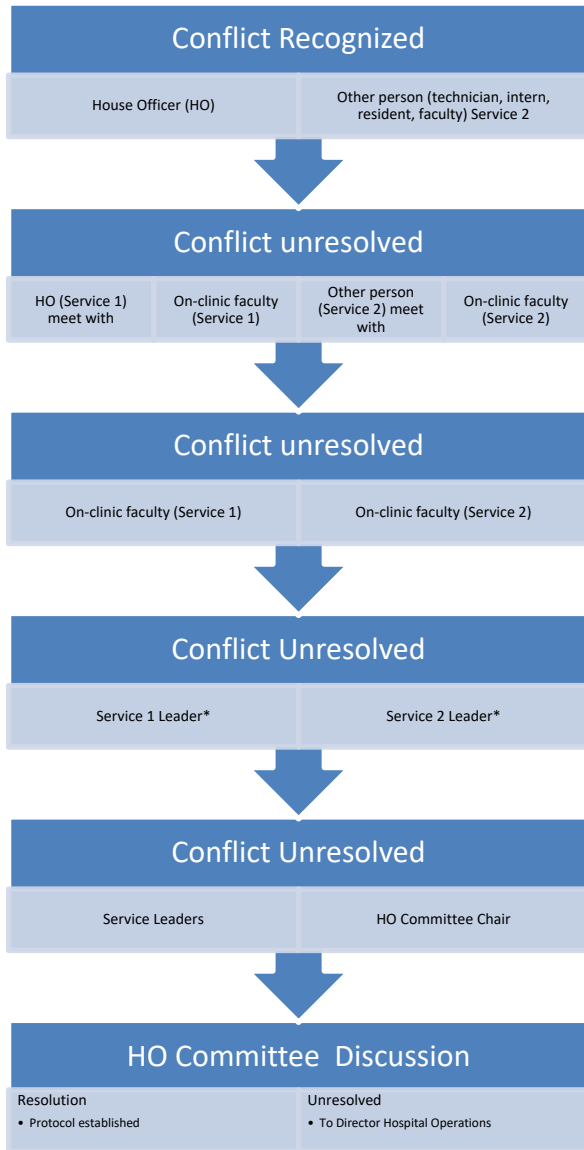 Conflict Recognized
House Officer (HO)
Other person (technician, intern,
resident, faculty) Service 2
Conflict unresolved
HO (Service 1)
meet with
On-clinic faculty
(Service 1)
Other person
(Service 2) meet
with
On-clinic faculty
(Service 2)
Conflict unresolved
On-clinic faculty (Service 1)
On-clinic faculty (Service 2)
Conflict Unresolved
Service 1 Leader*
Service 2 Leader*
Conflict Unresolved
Service Leaders
HO Committee Chair
HO Committee  Discussion
Resolution
• Protocol established
Unresolved
• To Director Hospital Operations